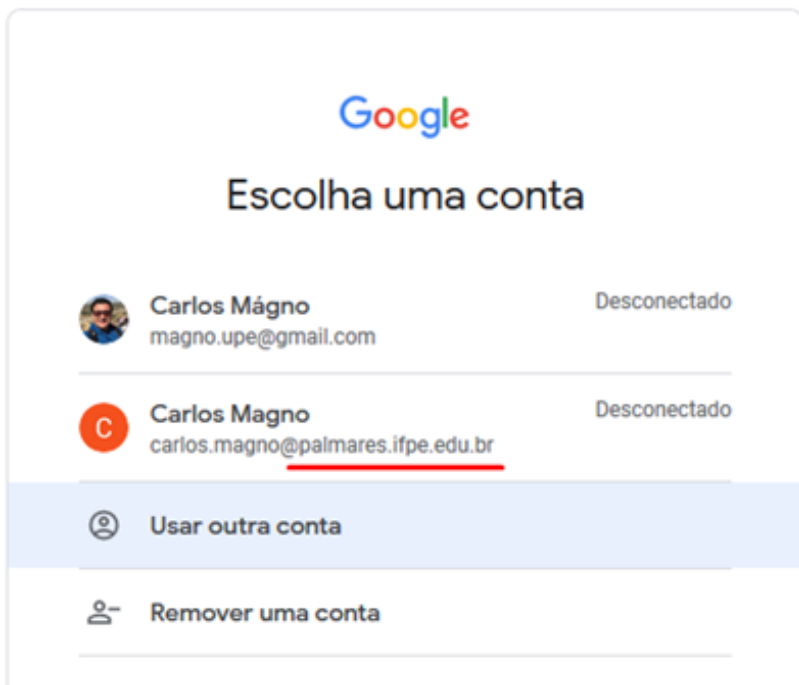 Google
Escolha uma conta
Carlos Mágno
Desconectado
magno.upe@gmail.com
C
Carlos Magno
Desconectado
carlos.magno@palmares.ifpe.edu.br
Usar outra conta
Remover uma conta